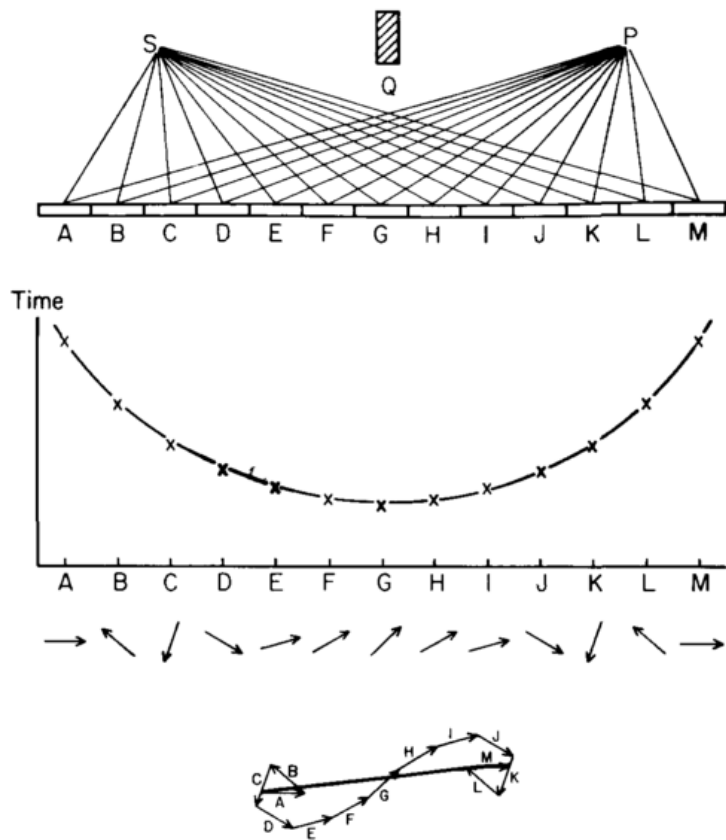 S P
Q
A B C D E F G H I J K L M
Time
A B C D E F G H I J K L M
H I J
M
C B K
A G L
D E F